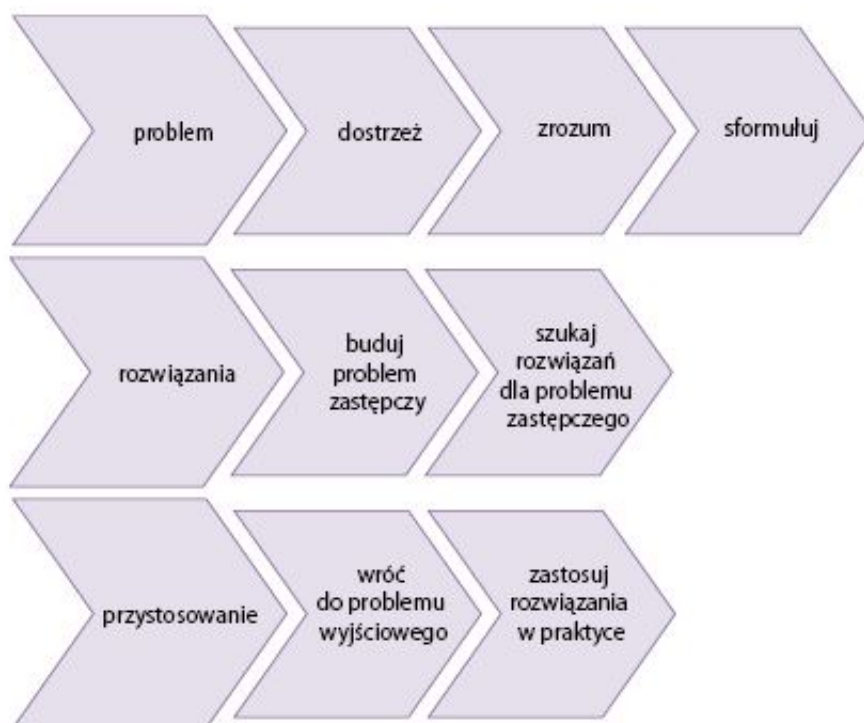 problem
dostrzeż
zrozum
sformułuj
rozwiązania
buduj
problem
zastępczy
szukaj
rozwiązań
dla problemu
zastępczego
przystosowanie
wróć
do problemu
wyjściowego
zastosuj
rozwiązania
w praktyce